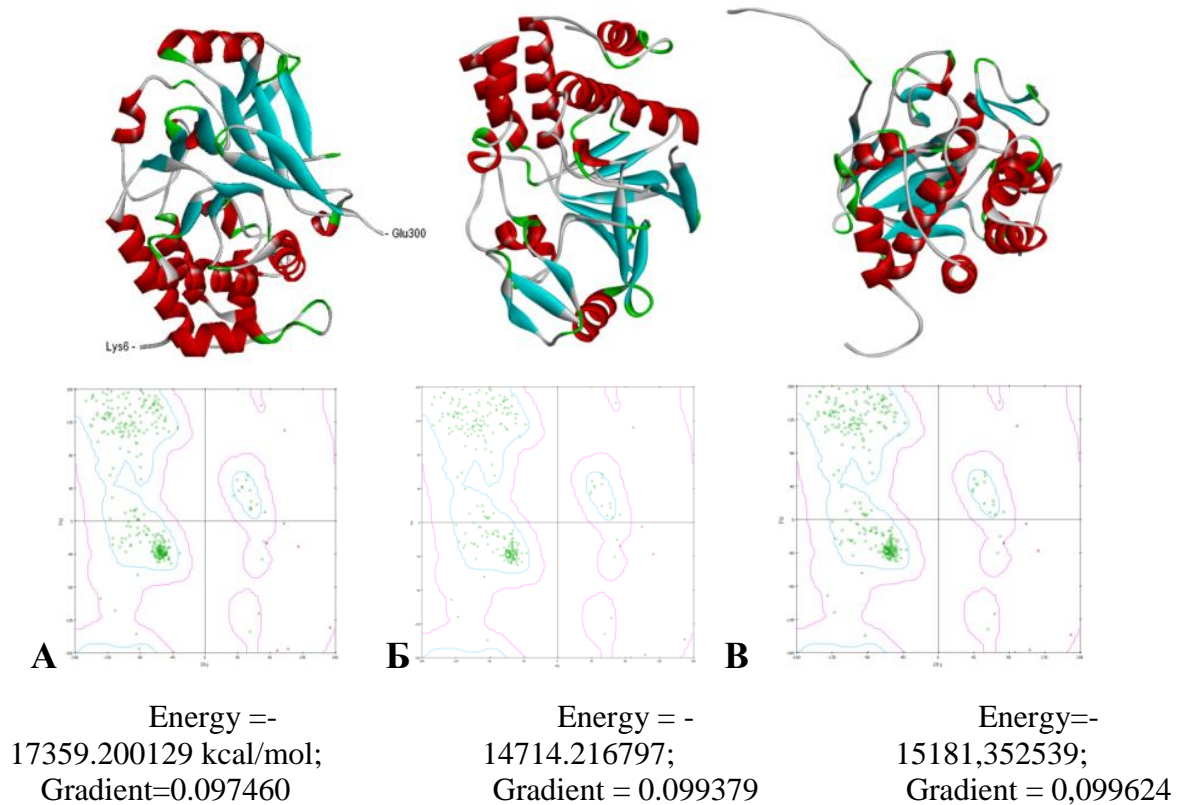 - Glu300
Lys6 -
А
Б
В
Energy =-
17359.200129 kcal/mol;
Gradient=0.097460
Energy = -
14714.216797;
Gradient = 0.099379
Energy=-
15181,352539;
Gradient = 0,099624